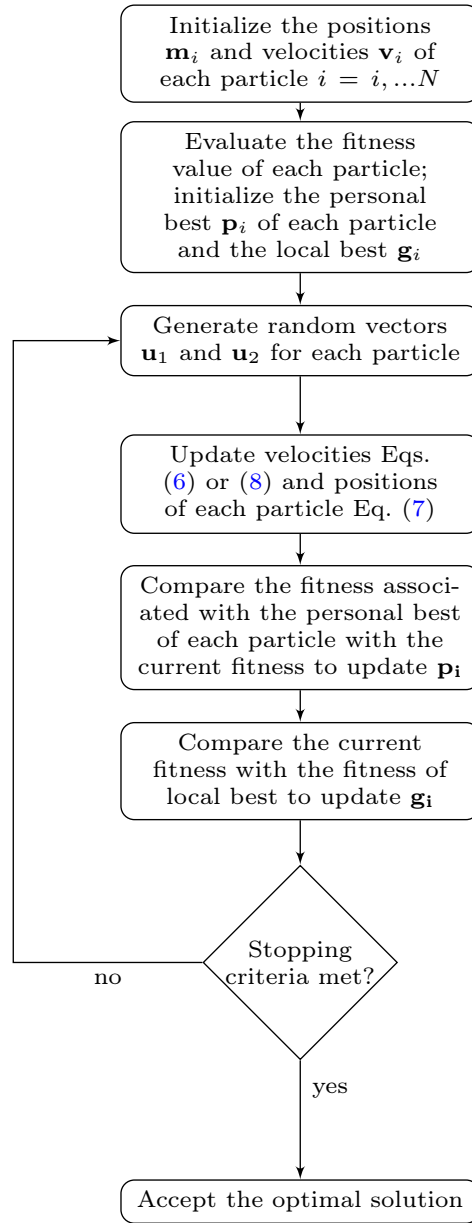 Initialize the positions
m_i and velocities v_i of
each particle i = i, ...N
Evaluate the fitness
value of each particle;
initialize the personal
best p_i of each particle
and the local best g_i
Generate random vectors
u_1 and u_2 for each particle
Update velocities Eqs.
(6) or (8) and positions
of each particle Eq. (7)
Compare the fitness associ-
ated with the personal best
of each particle with the
current fitness to update p_i
Compare the current
fitness with the fitness of
local best to update g_i
Stopping
criteria met?
no
yes
Accept the optimal solution